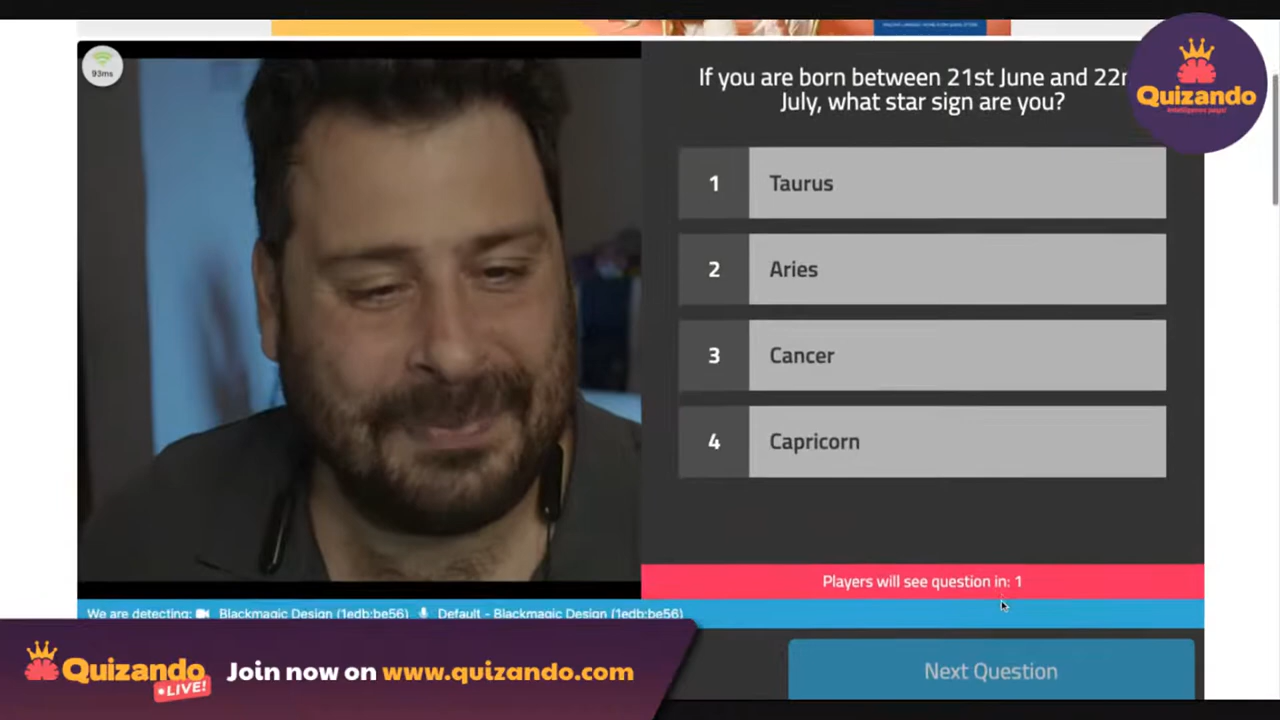 93ms
If you are born between 21st June and 22
July, what star sign are you?
Quizando
1 Taurus
2 Aries
3 Cancer
4 Capricorn
Players will see question in: 1
We are detecting: Blackmagic Design (1edb:be56) Default - Blackmagic Design (1edb:be56)
Next Question
Quizando
LIVE!
Join now on www.quizando.com